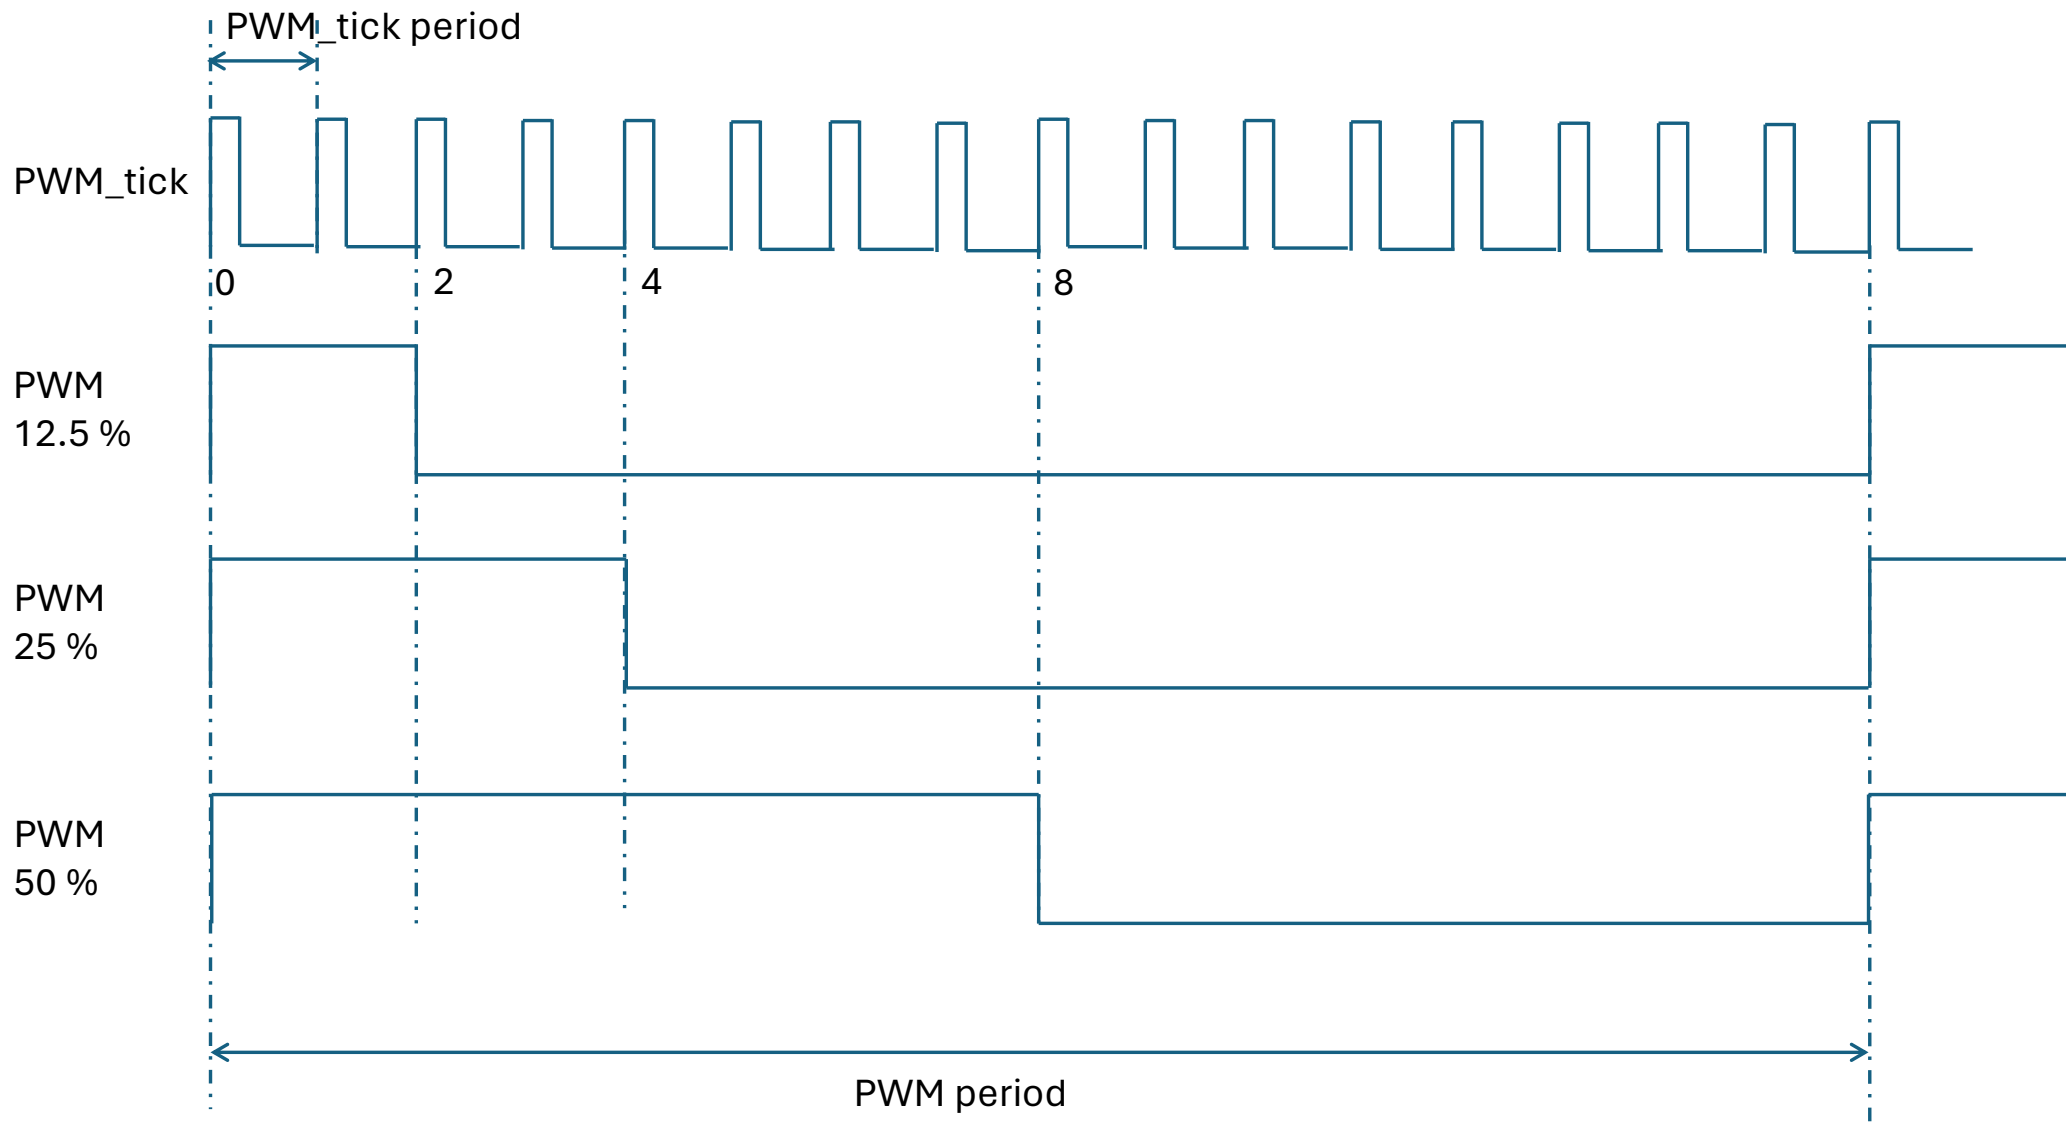 PWM_tick period
PWM_tick
0 2 4 8
PWM
12.5 %
PWM
25 %
PWM
50 %
PWM period